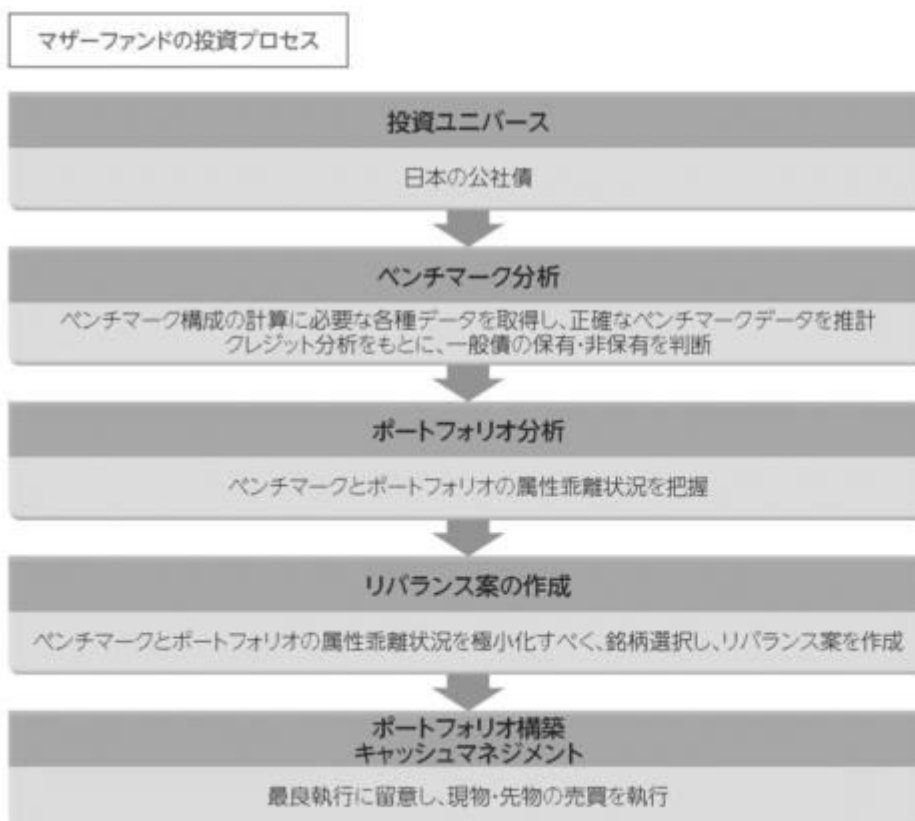 マザーファンドの投資プロセス
投資ユニバース
日本の公社債
ベンチマーク分析
ベンチマーク構成の計算に必要な各種データを取得し、正確なベンチマークデータを推計
クレジット分析をもとに、一般債の保有・非保有を判断
ポートフォリオ分析
ベンチマークとポートフォリオの属性乖離状況を把握
リバランス案の作成
ベンチマークとポートフォリオの属性乖離状況を極小化すべく、銘柄選択し、リバランス案を作成
ポートフォリオ構築
キャッシュマネジメント
最良執行に留意し、現物・先物の売買を執行